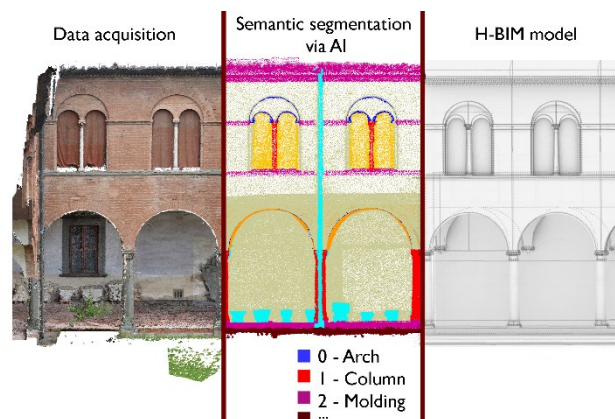 Data acquisition
Semantic segmentation
via AI
H-BIM model
0 - Arch
1 - Column
2 - Molding
...